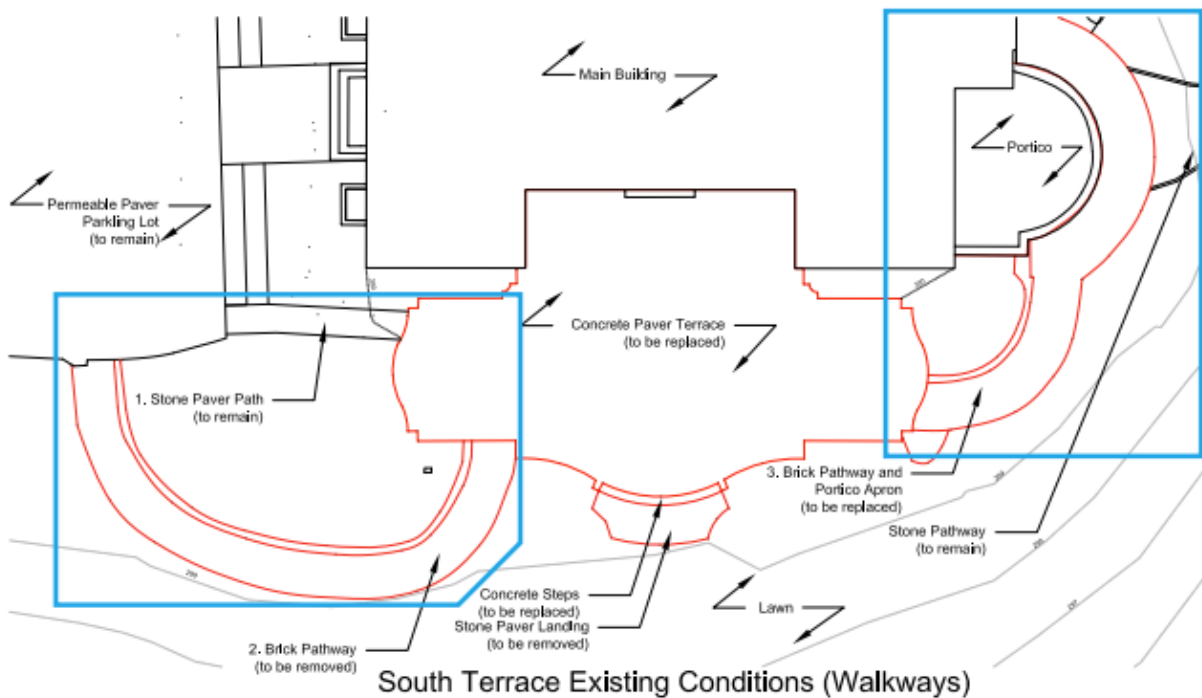 Main Building
Portico
Permeable Paver
Parkling Lot
(to remain)
Concrete Paver Terrace
(to be replaced)
1. Stone Paver Path
(to remain)
3. Brick Pathway and
Portico Apron
(to be replaced)
Stone Pathway
(to remain)
Concrete Steps
(to be replaced)
Stone Paver Landing
(to be removed)
Lawn
2. Brick Pathway
(to be removed)
South Terrace Existing Conditions (Walkways)